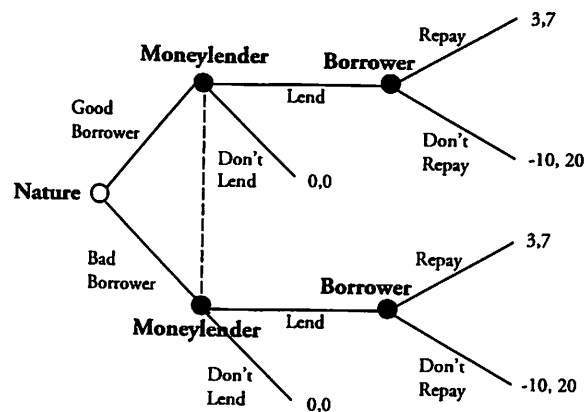 3,7
Repay
Moneylender
Borrower
Lend
Good
Borrower
Don't
Lend
Don't
Repay
-10, 20
0,0
Nature
3,7
Bad
Borrower
Repay
Borrower
Moneylender
Lend
Don't
Lend
Don't
Repay
-10, 20
0,0